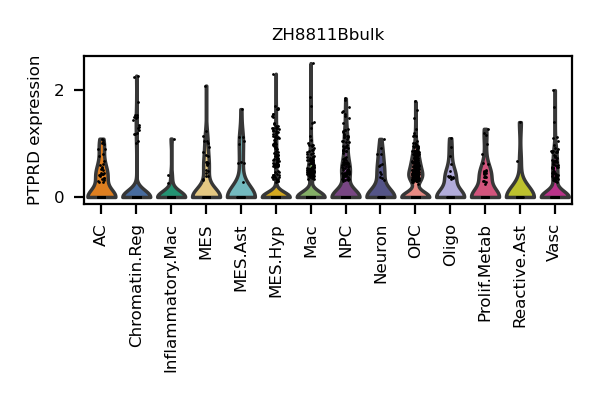 ZH8811Bbulk
PTPRD expression
2
0
AC
Chromatin.Reg
Inflammatory.Mac
MES
MES.Ast
MES.Hyp
Mac
NPC
Neuron
OPC
Oligo
Prolif.Metab
Reactive.Ast
Vasc